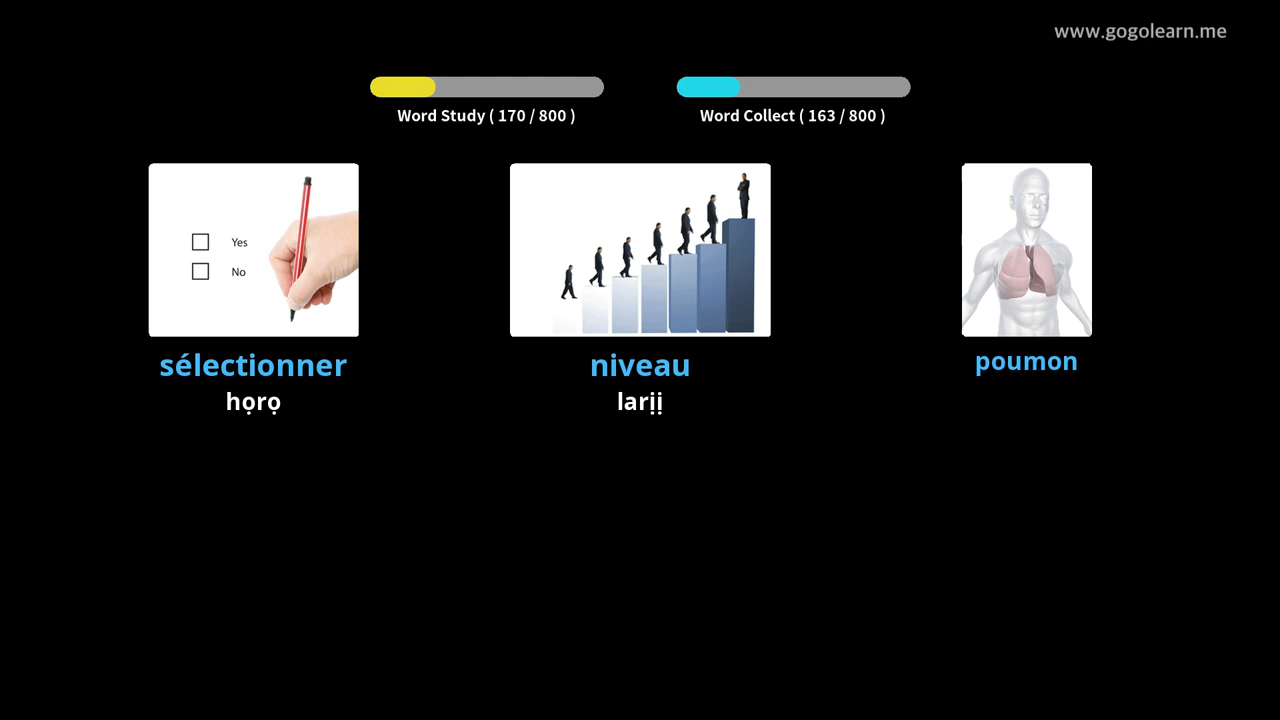 www.gogolearn.me
Word Study ( 170 / 800 )
Word Collect ( 163 / 800 )
Yes
No
sélectionner
họrọ
niveau
larịị
poumon